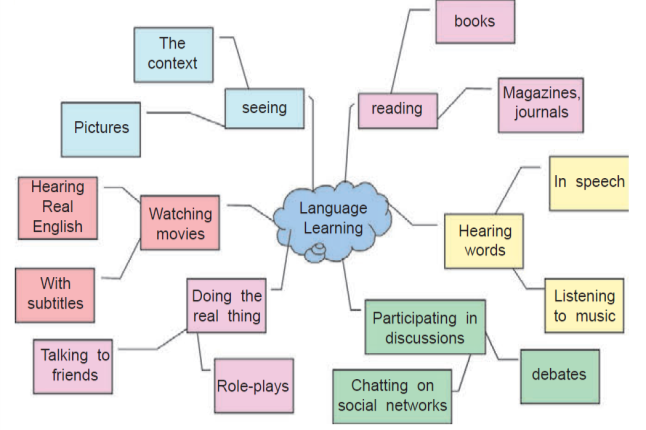 books
The
context
seeing
reading
Magazines,
journals
Pictures
Hearing
Real
English
Watching
movies
Language
Learning
In speech
Hearing
words
With
subtitles
Doing the
real thing
Participating in
discussions
Listening
to music
Talking to
friends
Role-plays
Chatting on
social networks
debates